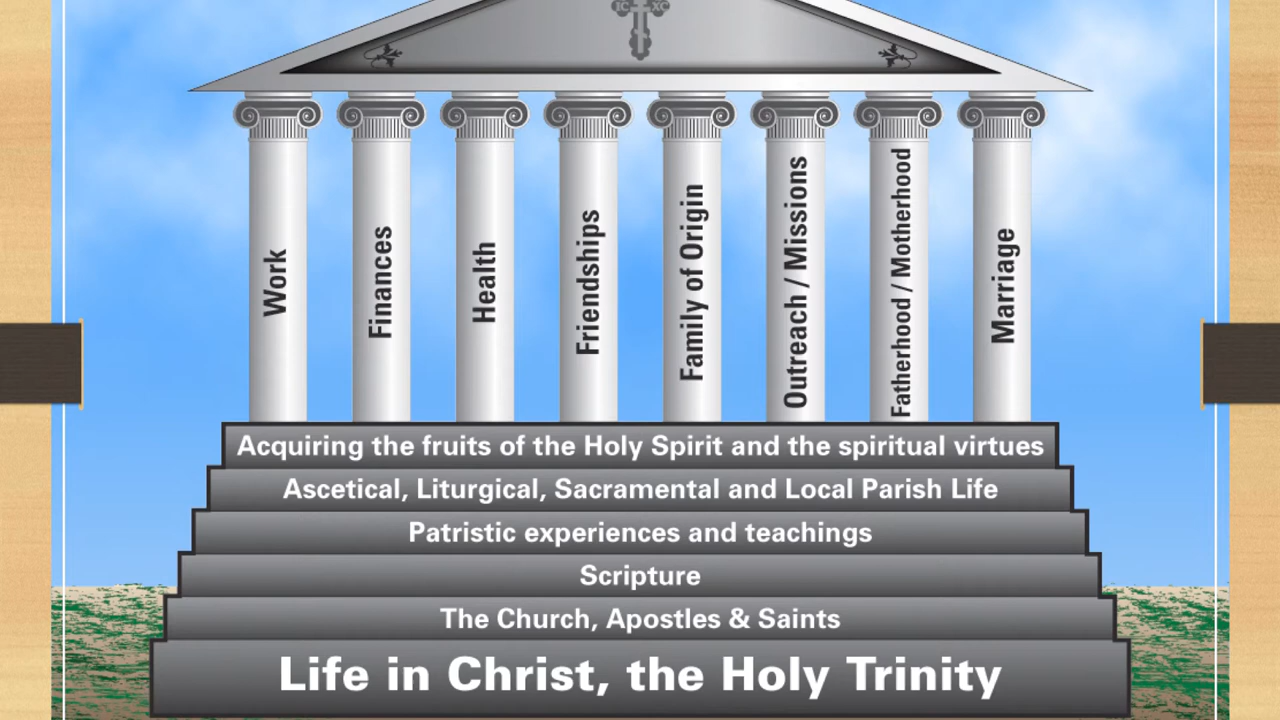 IC XC
Work
Finances
Health
Friendships
Family of Origin
Outreach / Missions
Fatherhood / Motherhood
Marriage
Acquiring the fruits of the Holy Spirit and the spiritual virtues
Ascetical, Liturgical, Sacramental and Local Parish Life
Patristic experiences and teachings
Scripture
The Church, Apostles & Saints
Life in Christ, the Holy Trinity